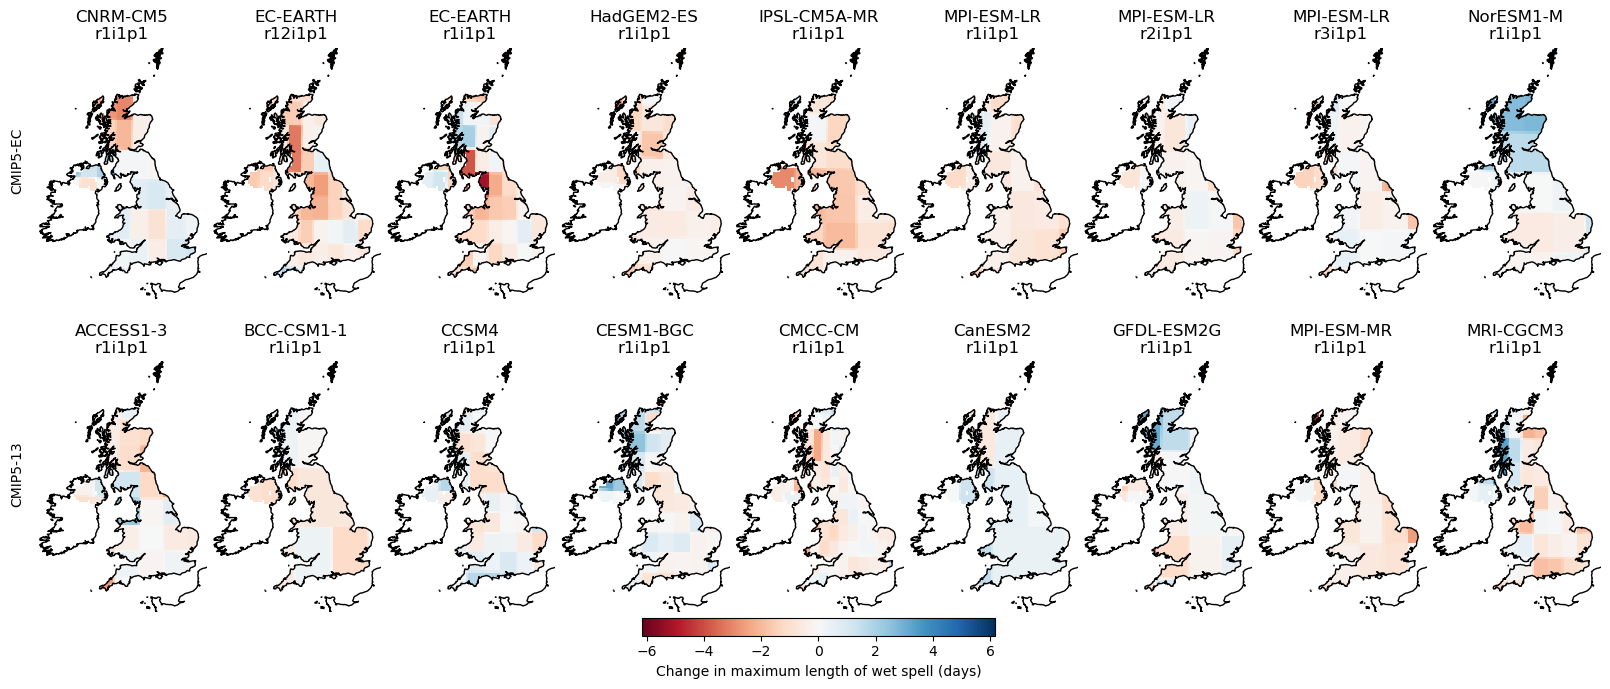 CNRM-CM5
r1i1p1
EC-EARTH
r12i1p1
EC-EARTH
r1i1p1
HadGEM2-ES
r1i1p1
IPSL-CM5A-MR
r1i1p1
MPI-ESM-LR
r1i1p1
MPI-ESM-LR
r2i1p1
MPI-ESM-LR
r3i1p1
NorESM1-M
r1i1p1
CMIP5-EC
ACCESS1-3
r1i1p1
BCC-CSM1-1
r1i1p1
CCSM4
r1i1p1
CESM1-BGC
r1i1p1
CMCC-CM
r1i1p1
CanESM2
r1i1p1
GFDL-ESM2G
r1i1p1
MPI-ESM-MR
r1i1p1
MRI-CGCM3
r1i1p1
CMIP5-13
−6 −4 −2 0 2 4 6
Change in maximum length of wet spell (days)